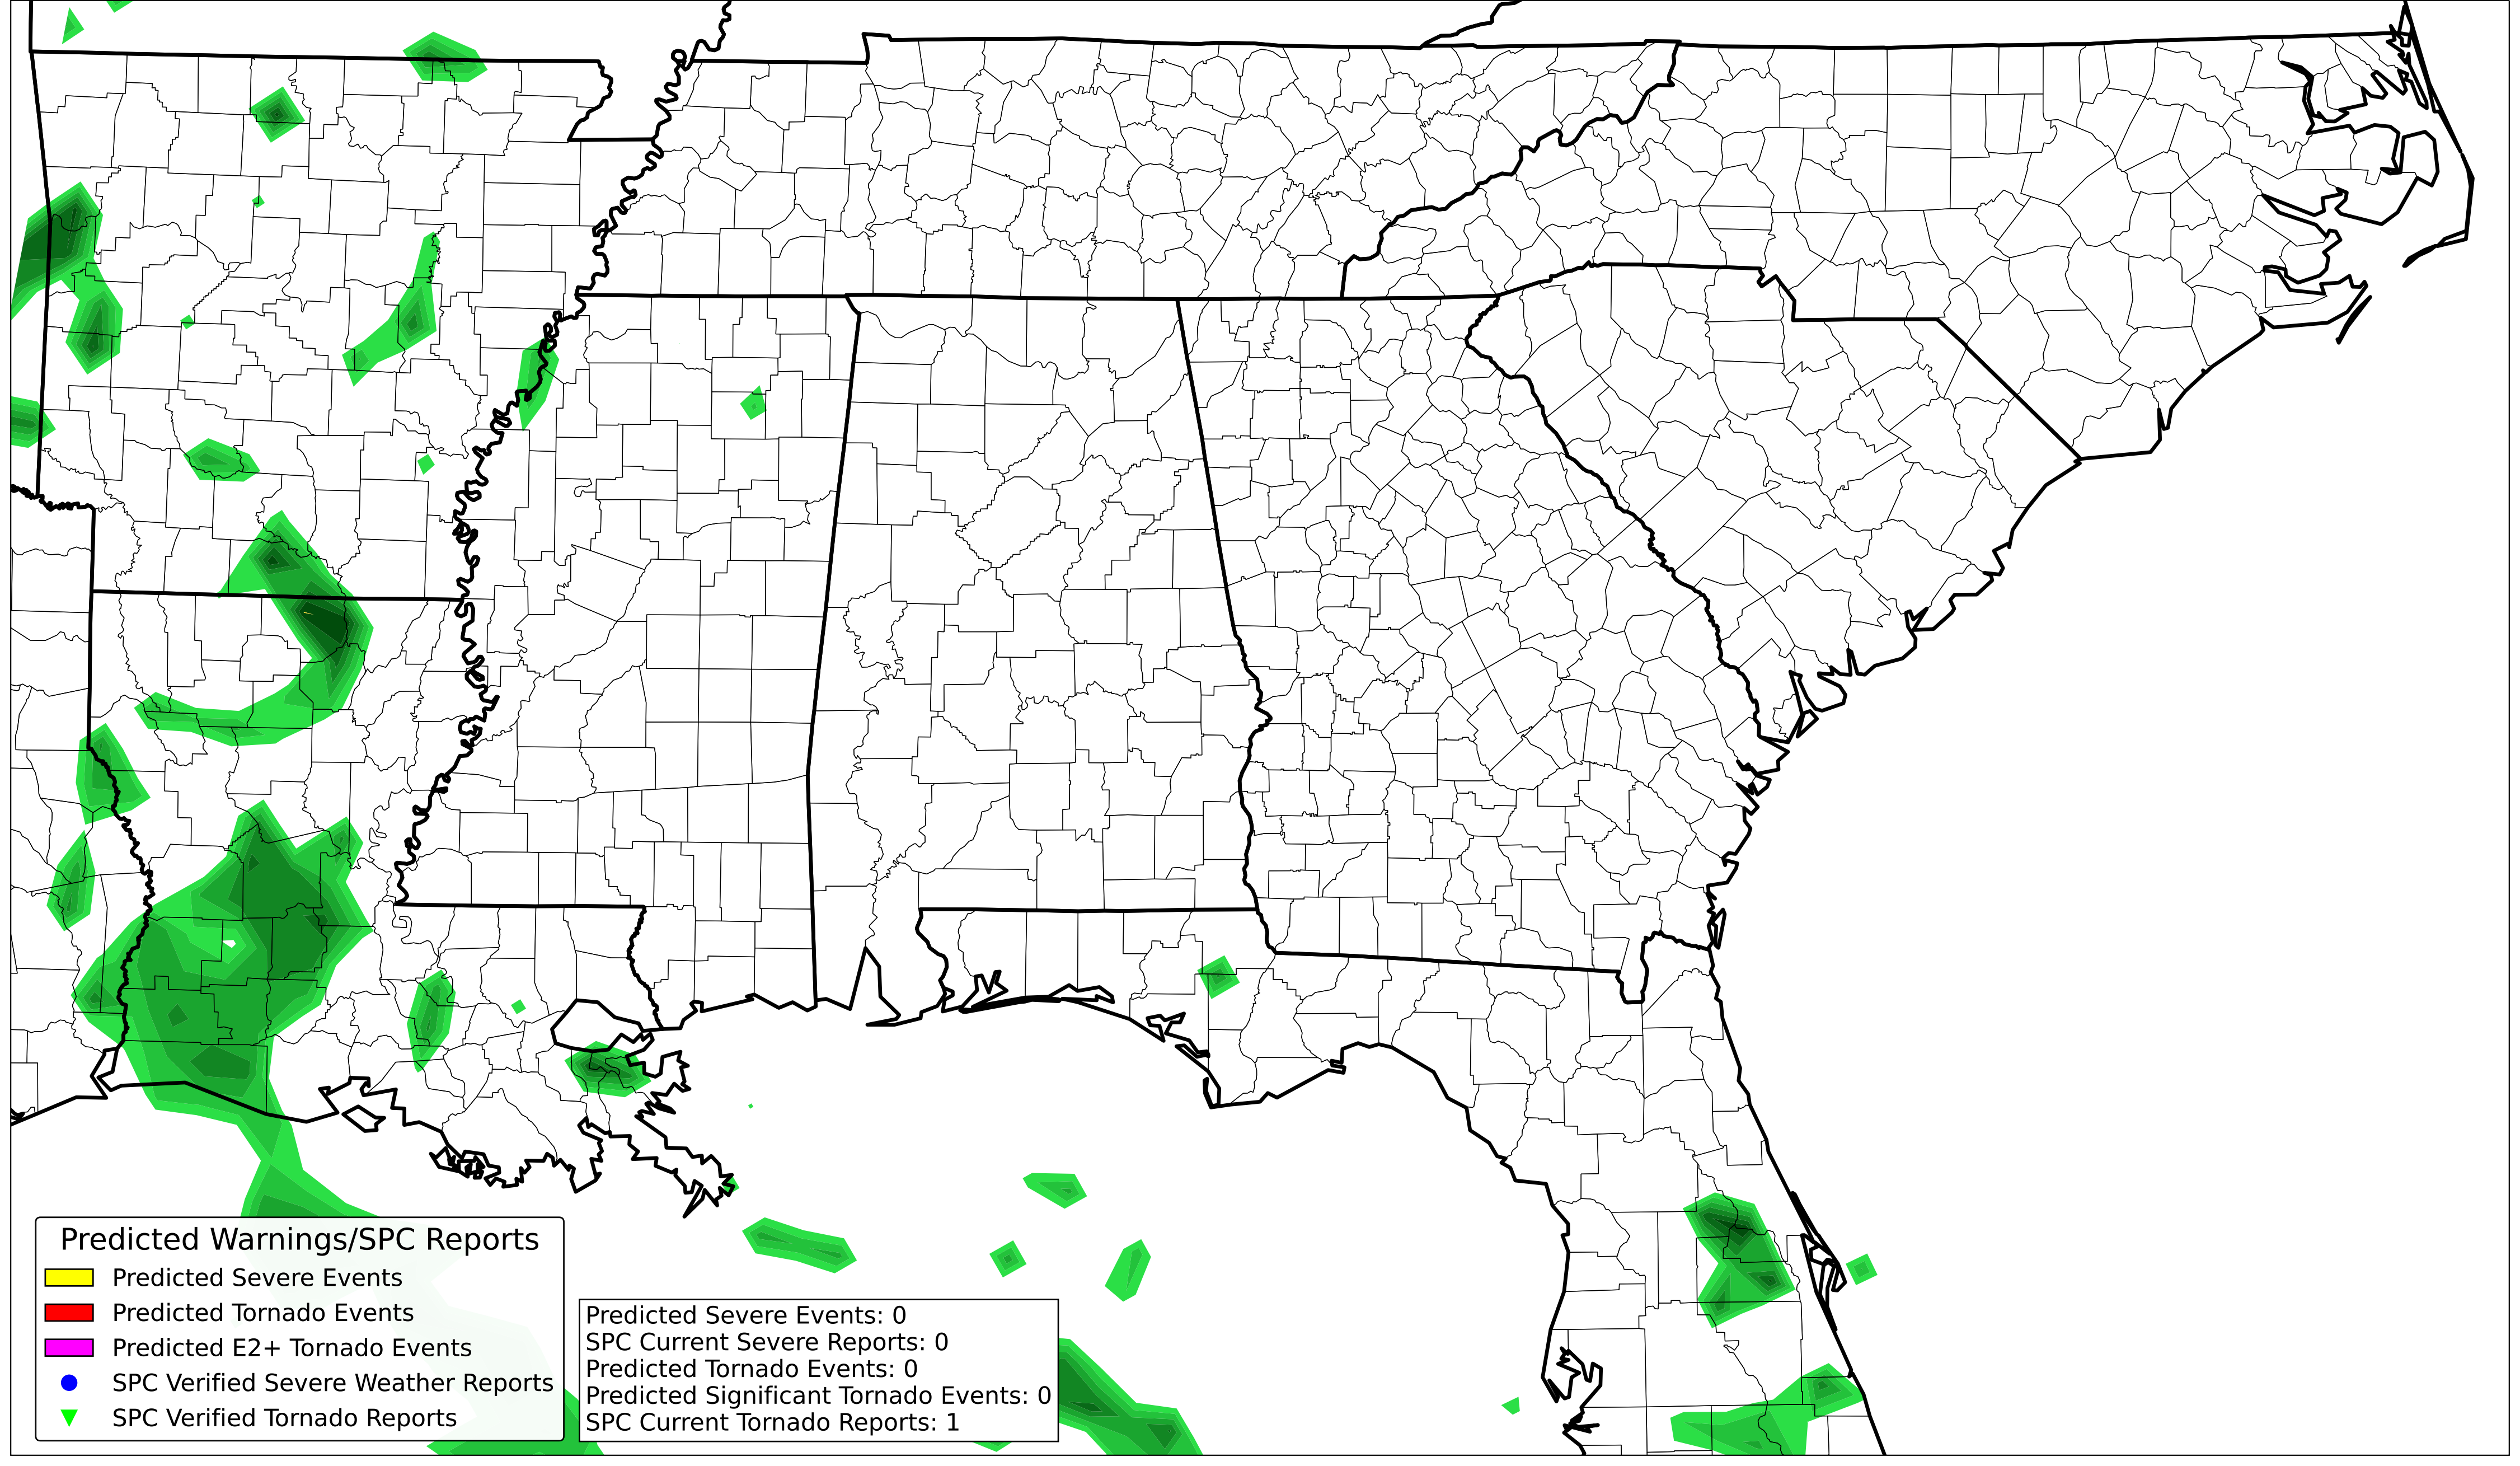 Predicted Warnings/SPC Reports
Predicted Severe Events
Predicted Tornado Events
Predicted E2+ Tornado Events
SPC Verified Severe Weather Reports
SPC Verified Tornado Reports
Predicted Severe Events: 0
SPC Current Severe Reports: 0
Predicted Tornado Events: 0
Predicted Significant Tornado Events: 0
SPC Current Tornado Reports: 1